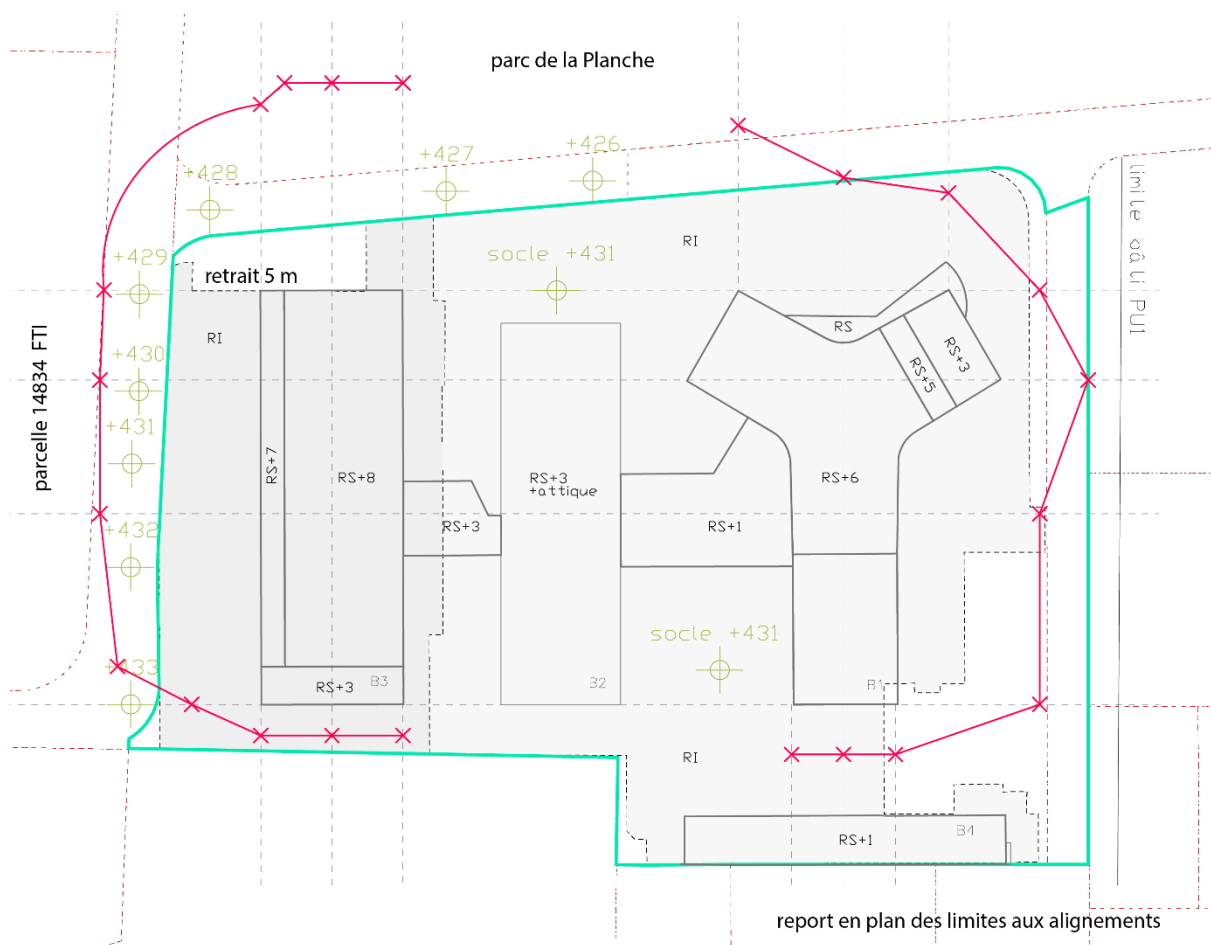 parc de la Planche
+426
+427
+428
limite bâti PUI
RI
socle +431
+429
retrait 5 m
RS
RI
RS+3
+430
RS+5
parcelle 14834 FTI
+431
RS+7
RS+8
RS+3
+attique
RS+6
RS+3
RS+1
+432
socle +431
+433
RS+3
B3
B2
B1
RI
B4
RS+1
report en plan des limites aux alignements